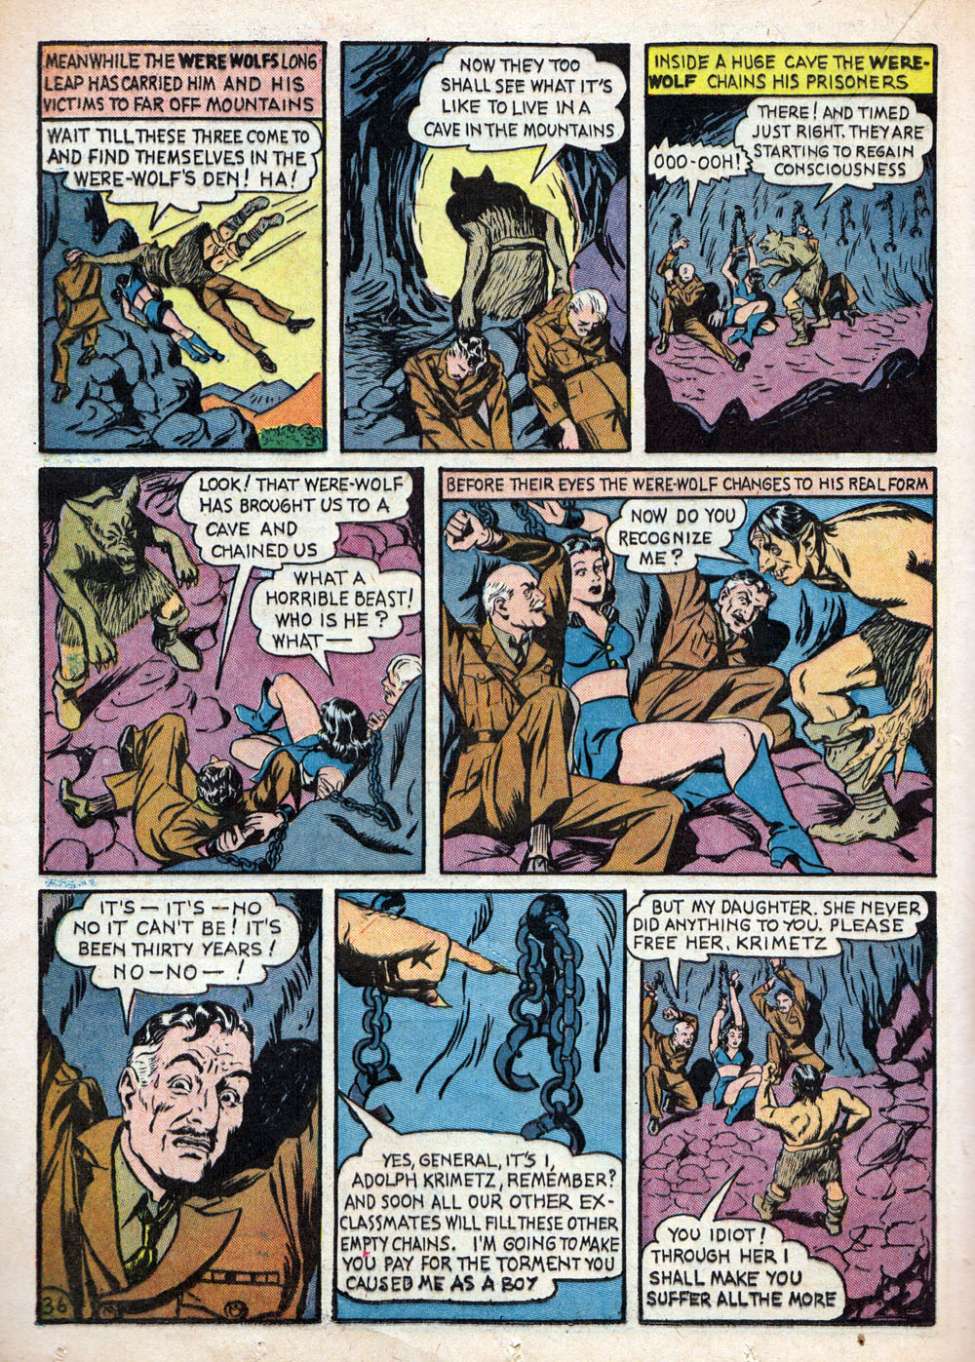 MEANWHILE THE WERE WOLFS LONG
LEAP HAS CARRIED HIM AND HIS
VICTIMS TO FAR OFF MOUNTAINS
WAIT TILL THESE THREE COME TO
AND FIND THEMSELVES IN THE
WERE-WOLF'S DEN! HA!
NOW THEY TOO
SHALL SEE WHAT IT'S
LIKE TO LIVE IN A
CAVE IN THE MOUNTAINS
INSIDE A HUGE CAVE THE WERE-
WOLF CHAINS HIS PRISONERS
OOO-OOH!
THERE! AND TIMED
JUST RIGHT. THEY ARE
STARTING TO REGAIN
CONSCIOUSNESS
LOOK! THAT WERE-WOLF
HAS BROUGHT US TO A
CAVE AND
CHAINED US
WHAT A
HORRIBLE BEAST!
WHO IS HE?
WHAT—
BEFORE THEIR EYES THE WERE-WOLF CHANGES TO HIS REAL FORM
NOW DO YOU
RECOGNIZE
ME?
IT'S— IT'S —NO
NO IT CAN'T BE! IT'S
BEEN THIRTY YEARS!
NO—NO— !
36
YES, GENERAL, IT'S I,
ADOLPH KRIMETZ, REMEMBER?
AND SOON ALL OUR OTHER EX-
CLASSMATES WILL FILL THESE OTHER
EMPTY CHAINS. I'M GOING TO MAKE
YOU PAY FOR THE TORMENT YOU
CAUSED ME AS A BOY
BUT MY DAUGHTER. SHE NEVER
DID ANYTHING TO YOU. PLEASE
FREE HER, KRIMETZ
YOU IDIOT!
THROUGH HER I
SHALL MAKE YOU
SUFFER ALL THE MORE